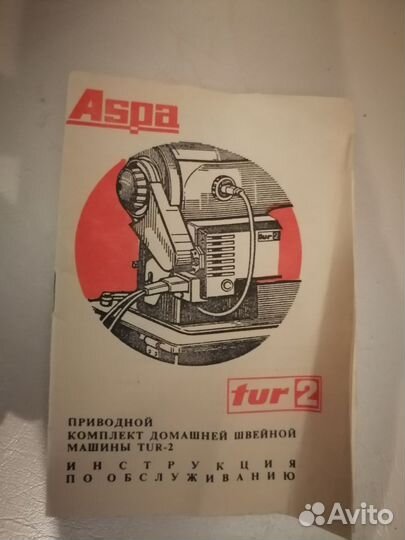 Aspa
tur-2
tur 2
ПРИВОДНОЙ
КОМПЛЕКТ ДОМАШНЕЙ ШВЕЙНОЙ
МАШИНЫ TUR-2
ИНСТРУКЦИЯ
ПО ОБСЛУЖИВАНИЮ
Avito